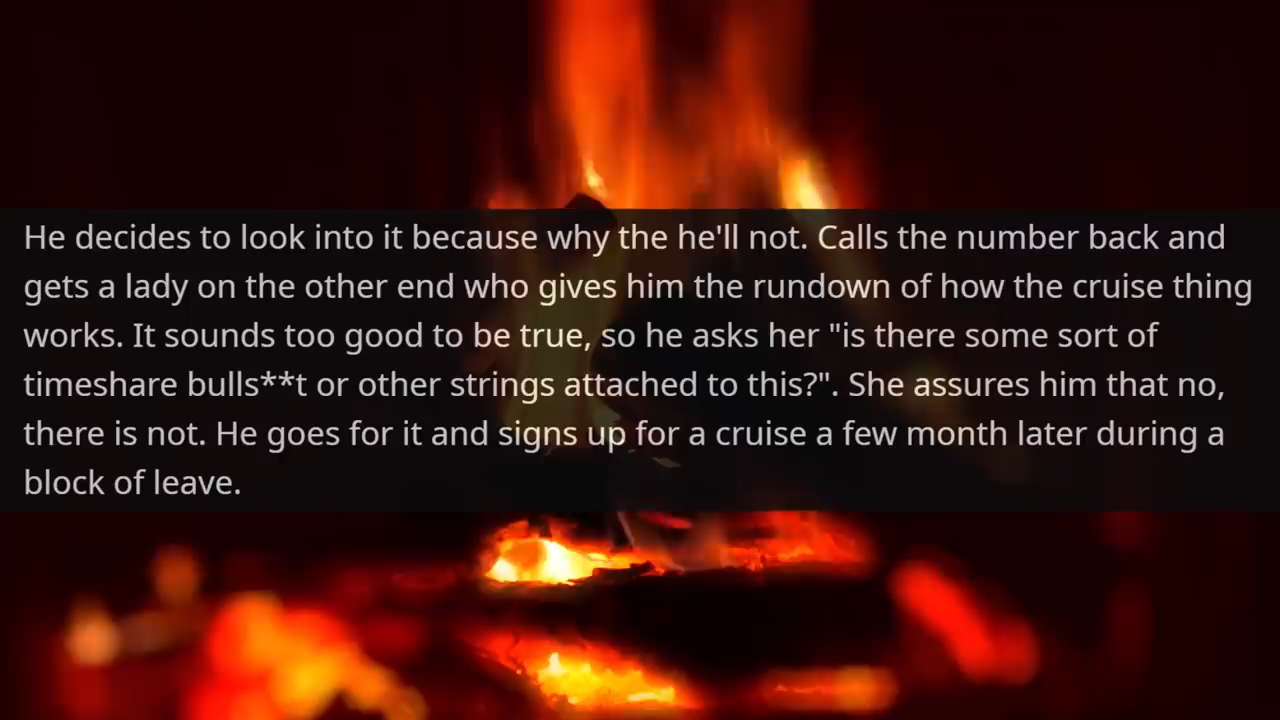 He decides to look into it because why the he'll not. Calls the number back and
gets a lady on the other end who gives him the rundown of how the cruise thing
works. It sounds too good to be true, so he asks her "is there some sort of
timeshare bulls**t or other strings attached to this?". She assures him that no,
there is not. He goes for it and signs up for a cruise a few month later during a
block of leave.